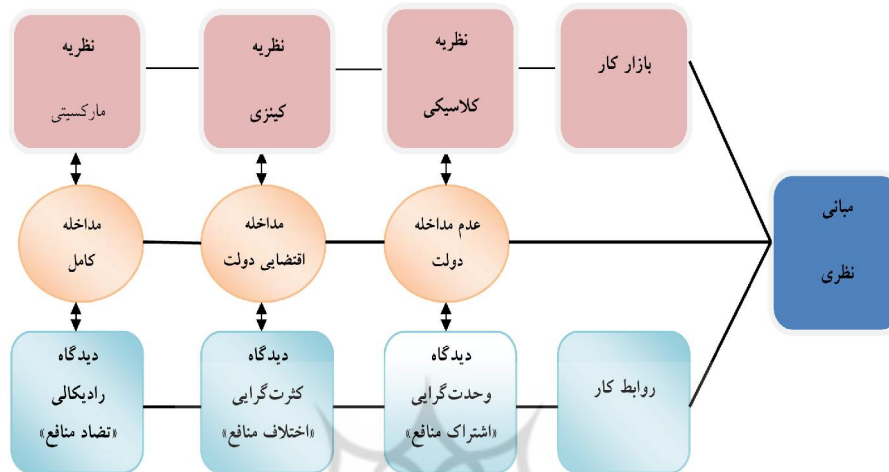 بازار کار
نظریه
کلاسیکی
نظریه
کینزی
نظریه
مارکسیتی
مبانی
نظری
عدم مداخله
دولت
مداخله
اقتضایی دولت
مداخله
کامل
روابط کار
دیدگاه
وحدت‌گرایی
«اشتراک منافع»
دیدگاه
کثرت‌گرایی
«اختلاف منافع»
دیدگاه
رادیکالی
«تضاد منافع»